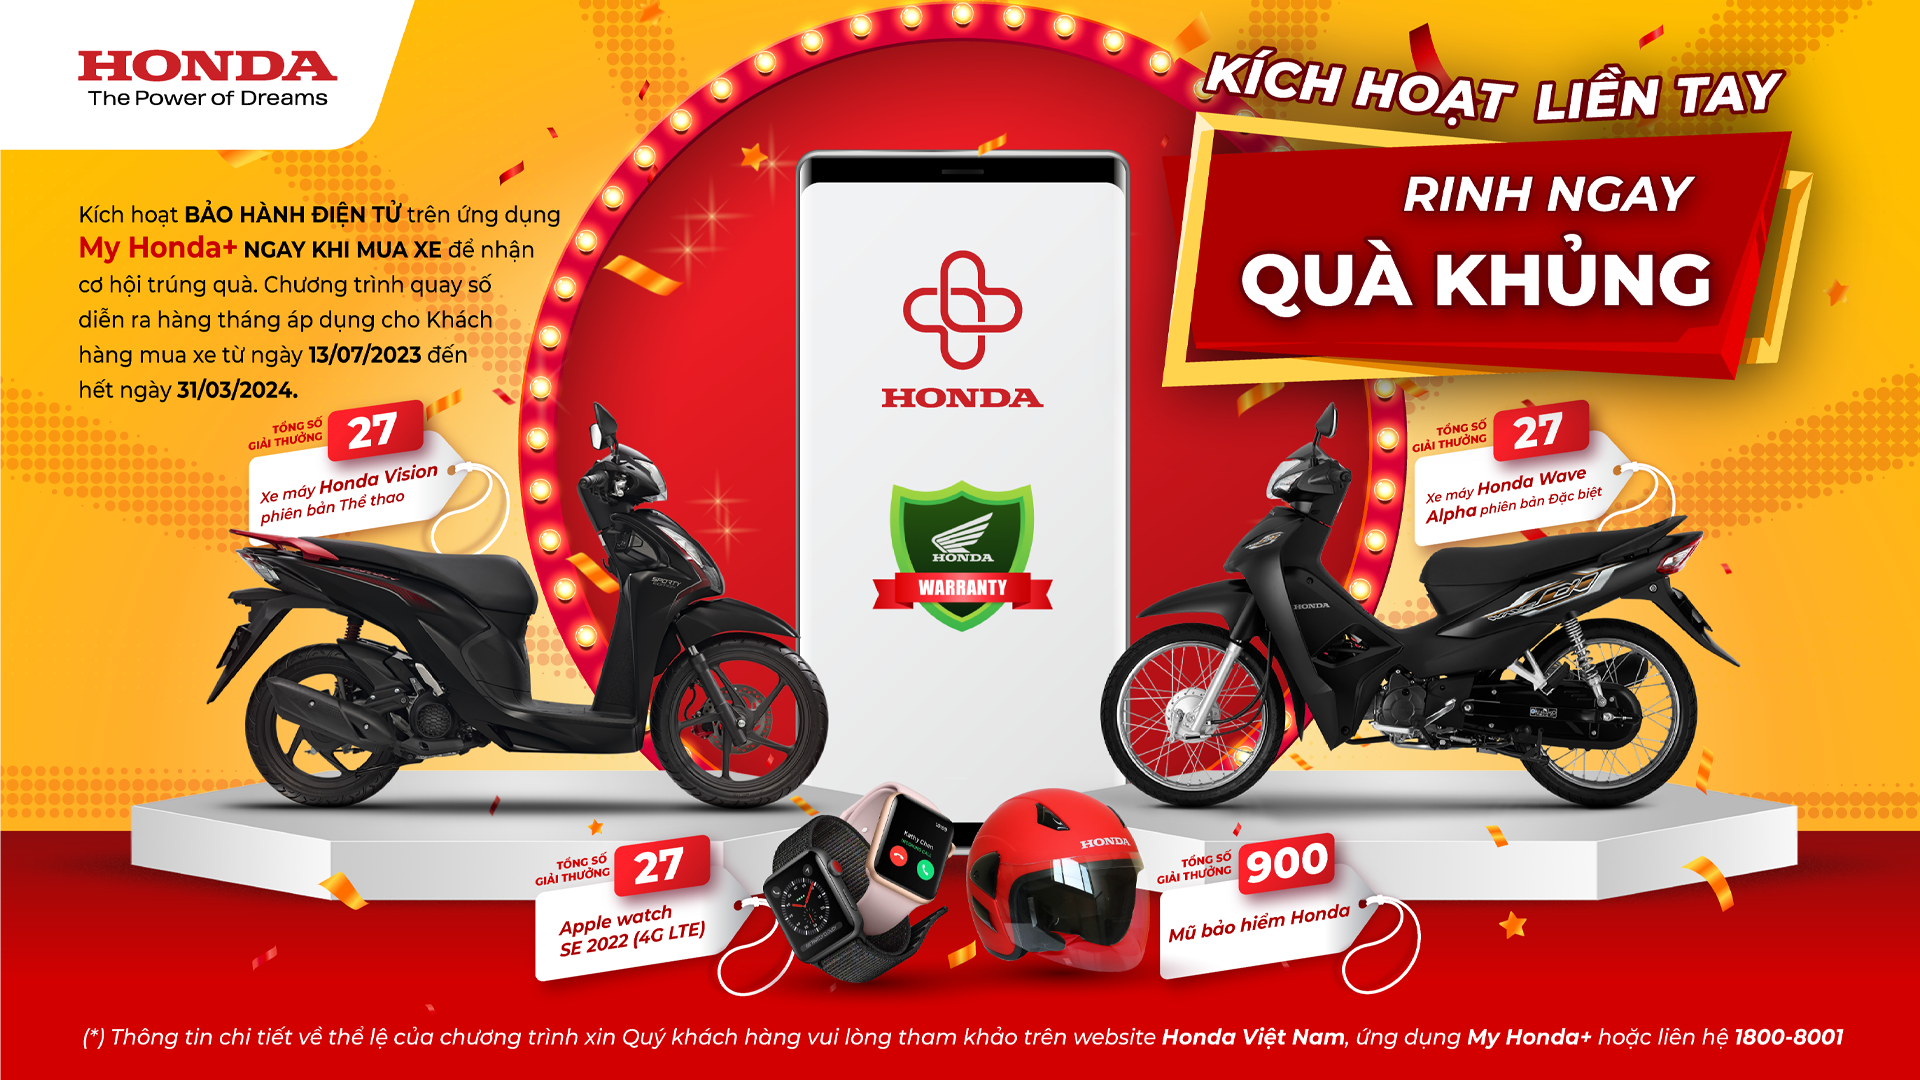 HONDA
The Power of Dreams
KÍCH HOẠT LIỀN TAY
RINH NGAY
QUÀ KHỦNG
Kích hoạt BẢO HÀNH ĐIỆN TỬ trên ứng dụng
My Honda+ NGAY KHI MUA XE để nhận
cơ hội trúng quà. Chương trình quay số
diễn ra hàng tháng áp dụng cho Khách
hàng mua xe từ ngày 13/07/2023 đến
hết ngày 31/03/2024.
HONDA
HONDA
WARRANTY
TỔNG SỐ
GIẢI THƯỞNG
27
Xe máy Honda Vision
phiên bản Thể thao
SPORTY
TỔNG SỐ
GIẢI THƯỞNG
27
Xe máy Honda Wave
Alpha phiên bản Đặc biệt
HONDA
TỔNG SỐ
GIẢI THƯỞNG
27
Apple watch
SE 2022 (4G LTE)
Kathy Chen
HONDA
TỔNG SỐ
GIẢI THƯỞNG
900
Mũ bảo hiểm Honda
(*) Thông tin chi tiết về thể lệ của chương trình xin Quý khách hàng vui lòng tham khảo trên website Honda Việt Nam, ứng dụng My Honda+ hoặc liên hệ 1800-8001